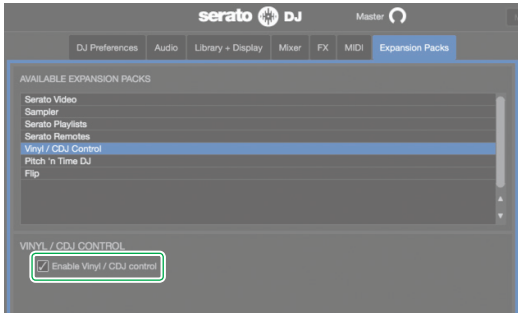 serato DJ
Master
DJ Preferences Audio Library + Display Mixer FX MIDI Expansion Packs
AVAILABLE EXPANSION PACKS
Serato Video
Sampler
Serato Playlists
Serato Remotes
Vinyl / CDJ Control
Pitch 'n Time DJ
Flip
VINYL / CDJ CONTROL
Enable Vinyl / CDJ control